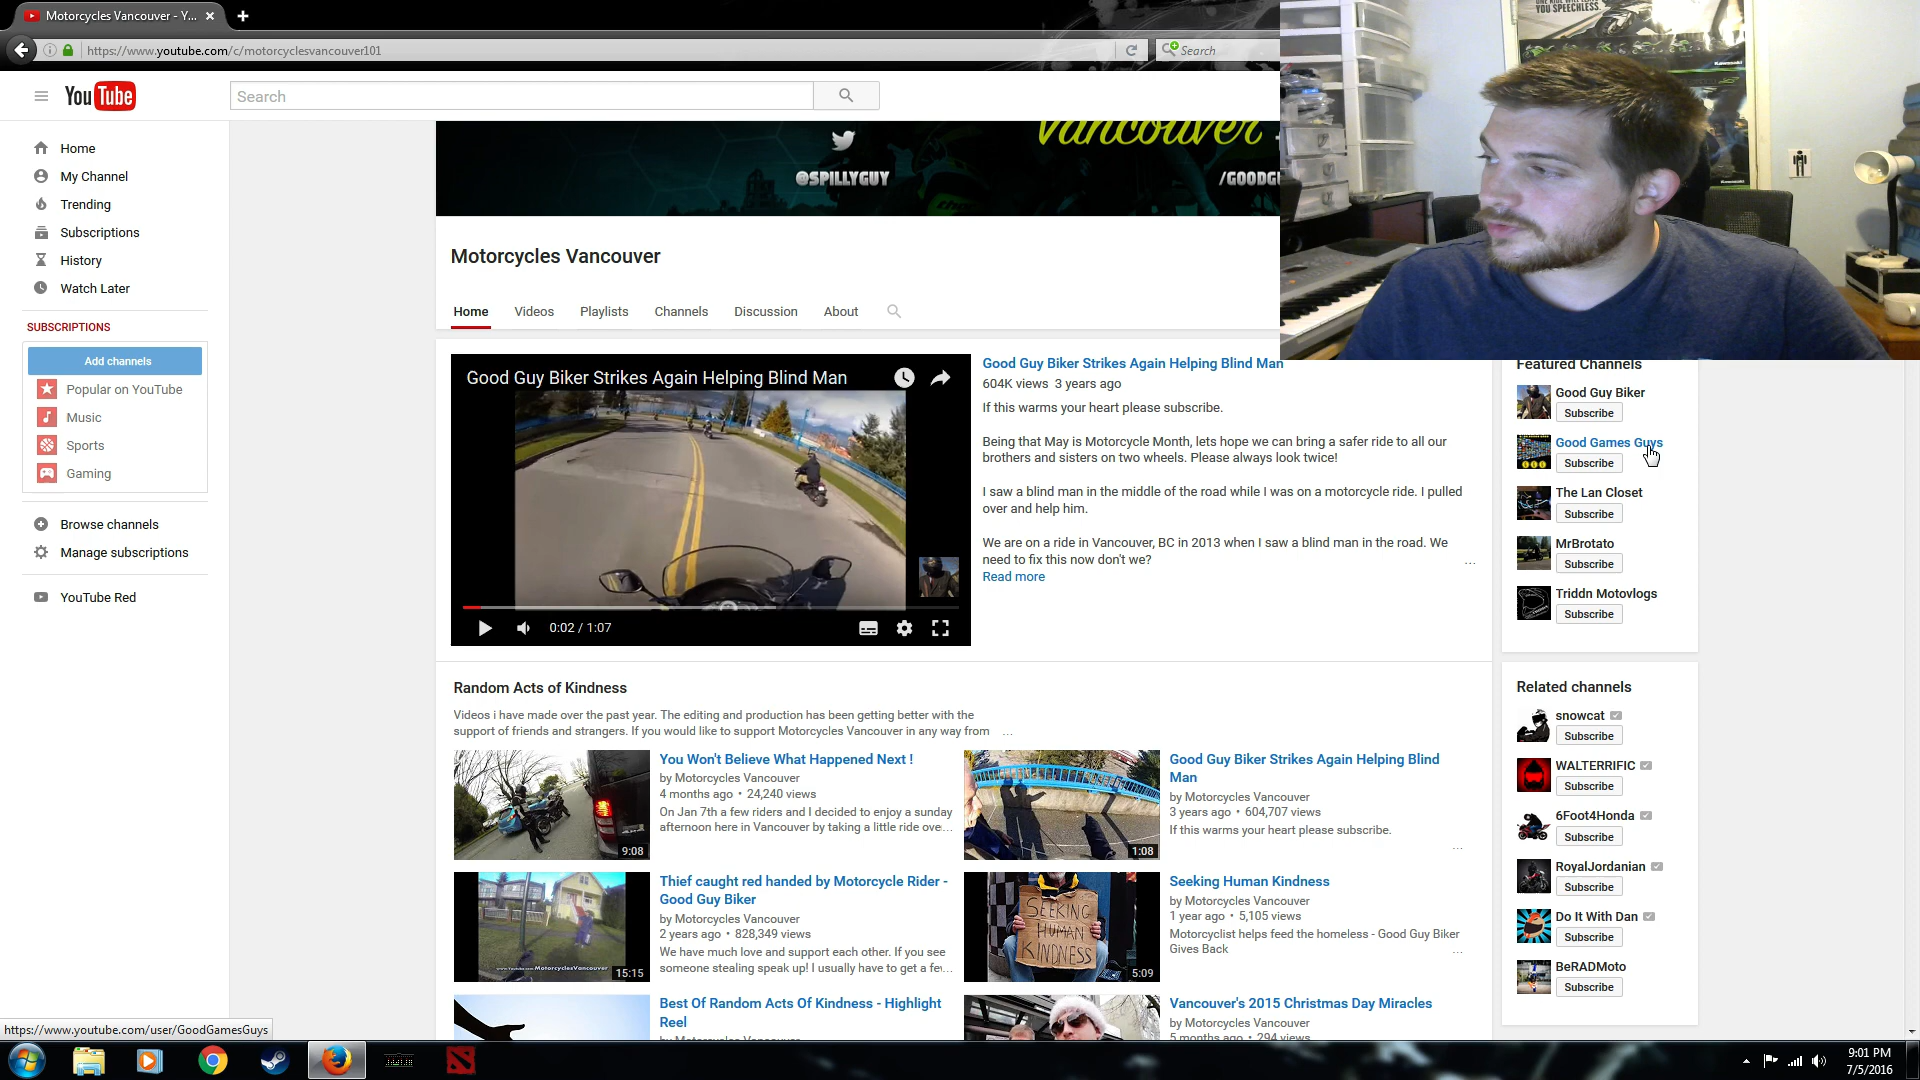 Motorcycles Vancouver - Y...
https://www.youtube.com/c/motorcyclesvancouver101
Search
YOU SPEECHLESS.
Kawasaki
YouTube
Search
Vancouver
@SPILLYGUY
Home
My Channel
Trending
Subscriptions
History
Watch Later
SUBSCRIPTIONS
Add channels
Popular on YouTube
Music
Sports
Gaming
Browse channels
Manage subscriptions
YouTube Red
Motorcycles Vancouver
Home Videos Playlists Channels Discussion About
Good Guy Biker Strikes Again Helping Blind Man
0:02 / 1:07
Good Guy Biker Strikes Again Helping Blind Man
604K views 3 years ago
If this warms your heart please subscribe.
Being that May is Motorcycle Month, lets hope we can bring a safer ride to all our
brothers and sisters on two wheels. Please always look twice!
I saw a blind man in the middle of the road while I was on a motorcycle ride. I pulled
over and help him.
We are on a ride in Vancouver, BC in 2013 when I saw a blind man in the road. We
need to fix this now don't we?
...
Read more
Random Acts of Kindness
Videos i have made over the past year. The editing and production has been getting better with the
support of friends and strangers. If you would like to support Motorcycles Vancouver in any way from ...
9:08
You Won't Believe What Happened Next !
by Motorcycles Vancouver
4 months ago • 24,240 views
On Jan 7th a few riders and I decided to enjoy a sunday
afternoon here in Vancouver by taking a little ride ove...
1:08
Good Guy Biker Strikes Again Helping Blind
Man
by Motorcycles Vancouver
3 years ago • 604,707 views
If this warms your heart please subscribe.
...
www.Youtube.com/MotorcyclesVancouver
15:15
Thief caught red handed by Motorcycle Rider -
Good Guy Biker
by Motorcycles Vancouver
2 years ago • 828,349 views
We have much love and support each other. If you see
someone stealing speak up! I usually have to get a fe...
SEEKING
HUMAN
KINDNESS
5:09
Seeking Human Kindness
by Motorcycles Vancouver
1 year ago • 5,105 views
Motorcyclist helps feed the homeless - Good Guy Biker
Gives Back
...
Best Of Random Acts Of Kindness - Highlight
Reel
by Motorcycles Vancouver
Vancouver's 2015 Christmas Day Miracles
by Motorcycles Vancouver
5 months ago • 294 views
Featured Channels
Good Guy Biker
Subscribe
Good Games Guys
Subscribe
The Lan Closet
Subscribe
MrBrotato
Subscribe
Triddn Motovlogs
Subscribe
Related channels
snowcat
Subscribe
WALTERRIFIC
Subscribe
6Foot4Honda
Subscribe
RoyalJordanian
Subscribe
Do It With Dan
Subscribe
BeRADMoto
Subscribe
https://www.youtube.com/user/GoodGamesGuys
9:01 PM
7/5/2016